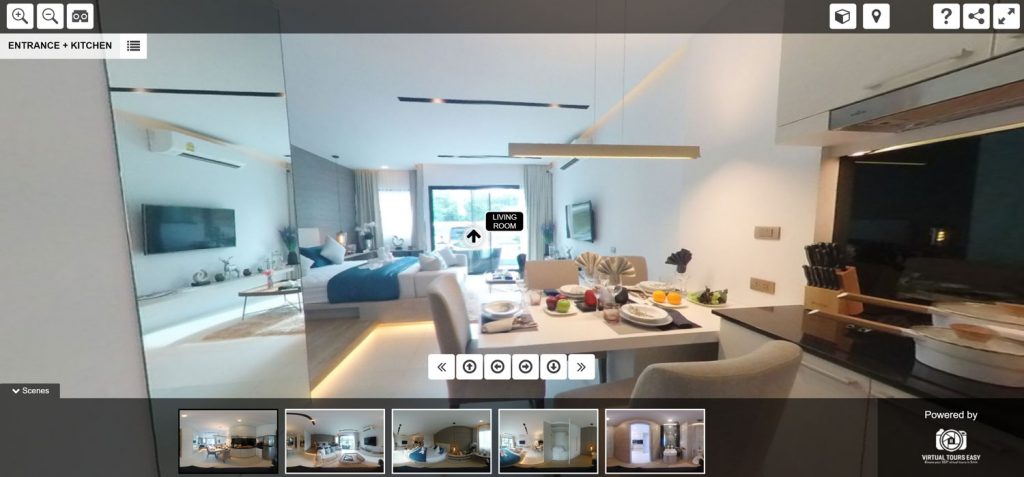 ENTRANCE + KITCHEN
LIVING
ROOM
Scenes
Powered by
VIRTUAL TOURS EASY